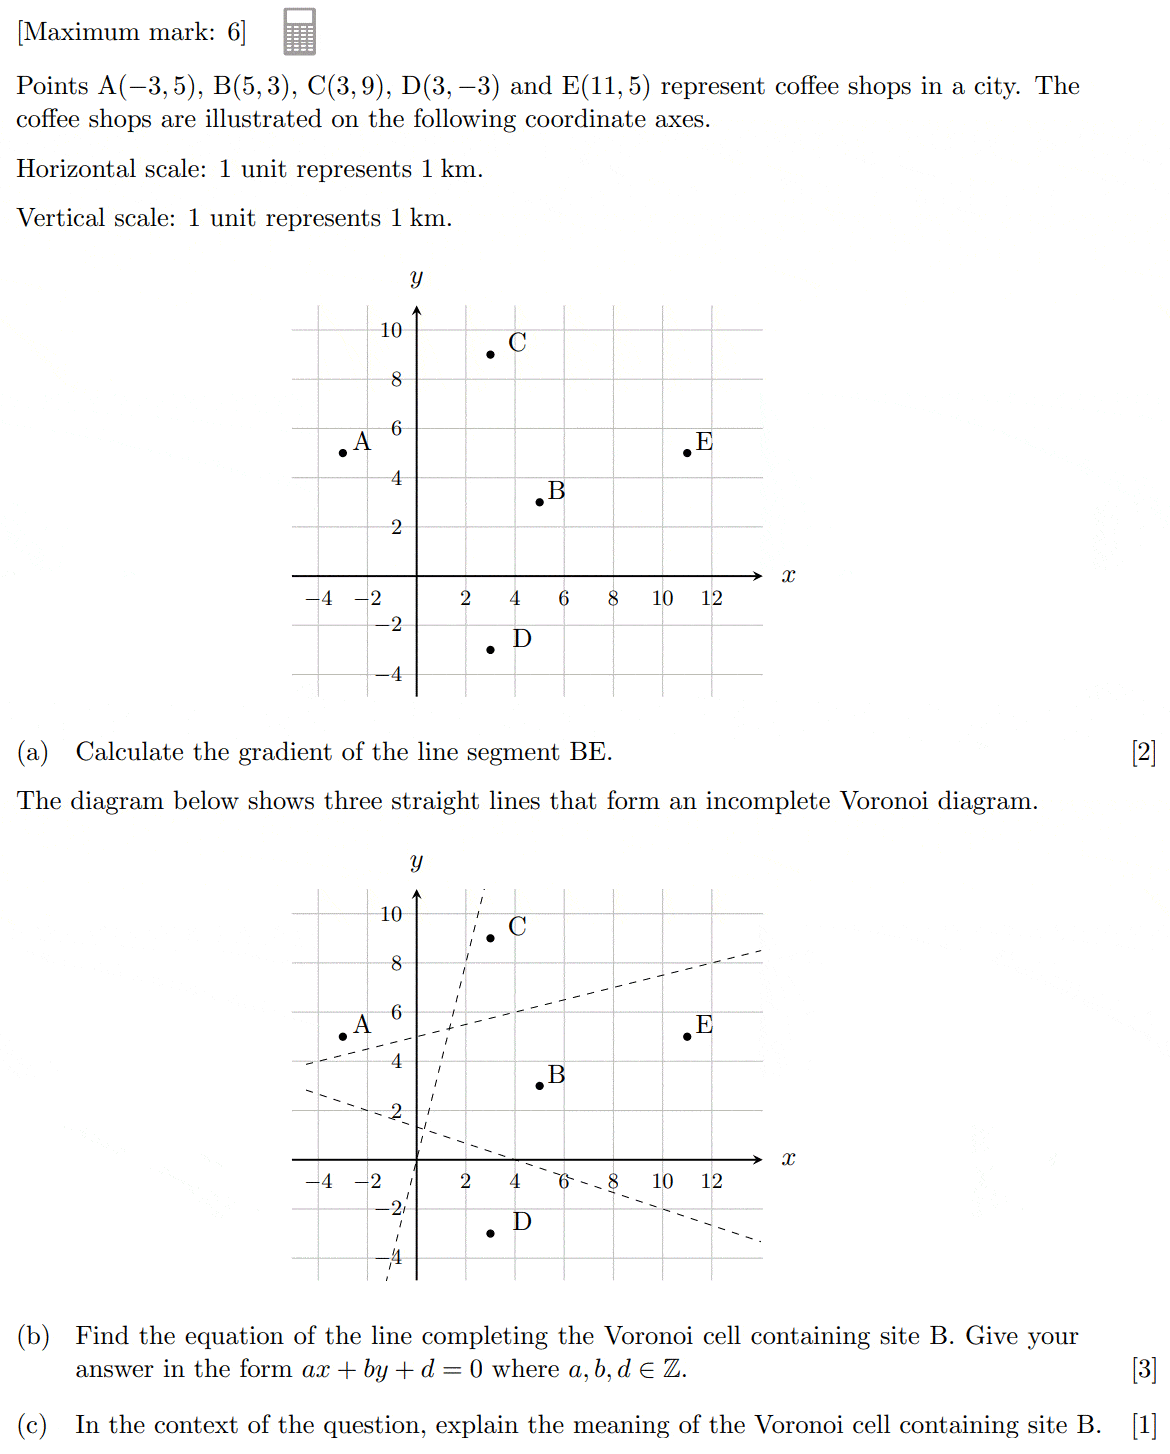 [Maximum mark: 6]
Points A(−3, 5), B(5, 3), C(3, 9), D(3, −3) and E(11, 5) represent coffee shops in a city. The
coffee shops are illustrated on the following coordinate axes.
Horizontal scale: 1 unit represents 1 km.
Vertical scale: 1 unit represents 1 km.
y
10
C
8
6
A
E
4
B
2
x
−4 −2 2 4 6 8 10 12
−2
D
−4
(a) Calculate the gradient of the line segment BE. [2]
The diagram below shows three straight lines that form an incomplete Voronoi diagram.
y
10
C
8
6
A
E
4
B
2
x
−4 −2 2 4 6 8 10 12
−2
D
−4
(b) Find the equation of the line completing the Voronoi cell containing site B. Give your
answer in the form ax + by + d = 0 where a, b, d ∈ ℤ. [3]
(c) In the context of the question, explain the meaning of the Voronoi cell containing site B. [1]